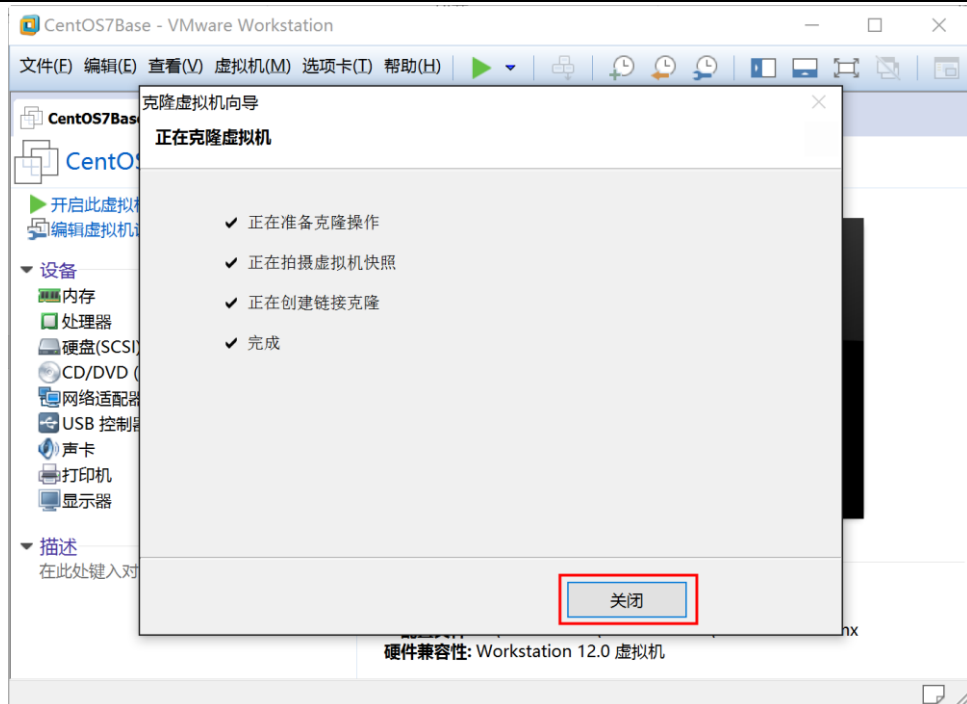 CentOS7Base - VMware Workstation
文件(F) 编辑(E) 查看(V) 虚拟机(M) 选项卡(T) 帮助(H)
CentOS7Bas
CentOS
开启此虚拟机
编辑虚拟机设
设备
内存
处理器
硬盘(SCSI)
CD/DVD (
网络适配器
USB 控制器
声卡
打印机
显示器
描述
在此处键入对
克隆虚拟机向导
正在克隆虚拟机
正在准备克隆操作
正在拍摄虚拟机快照
正在创建链接克隆
完成
关闭
硬件兼容性: Workstation 12.0 虚拟机